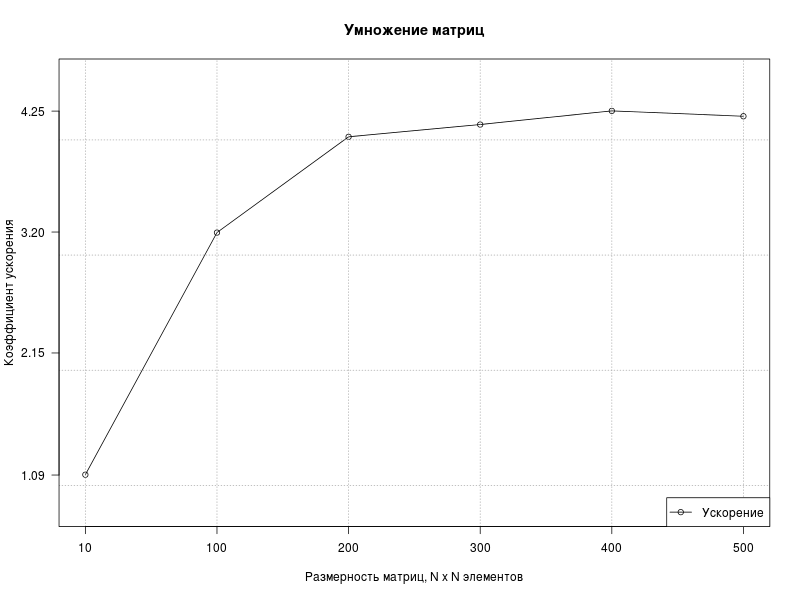 Умножение матриц
Коэффициент ускорения
4.25
3.20
2.15
1.09
Ускорение
10 100 200 300 400 500
Размерность матриц, N x N элементов